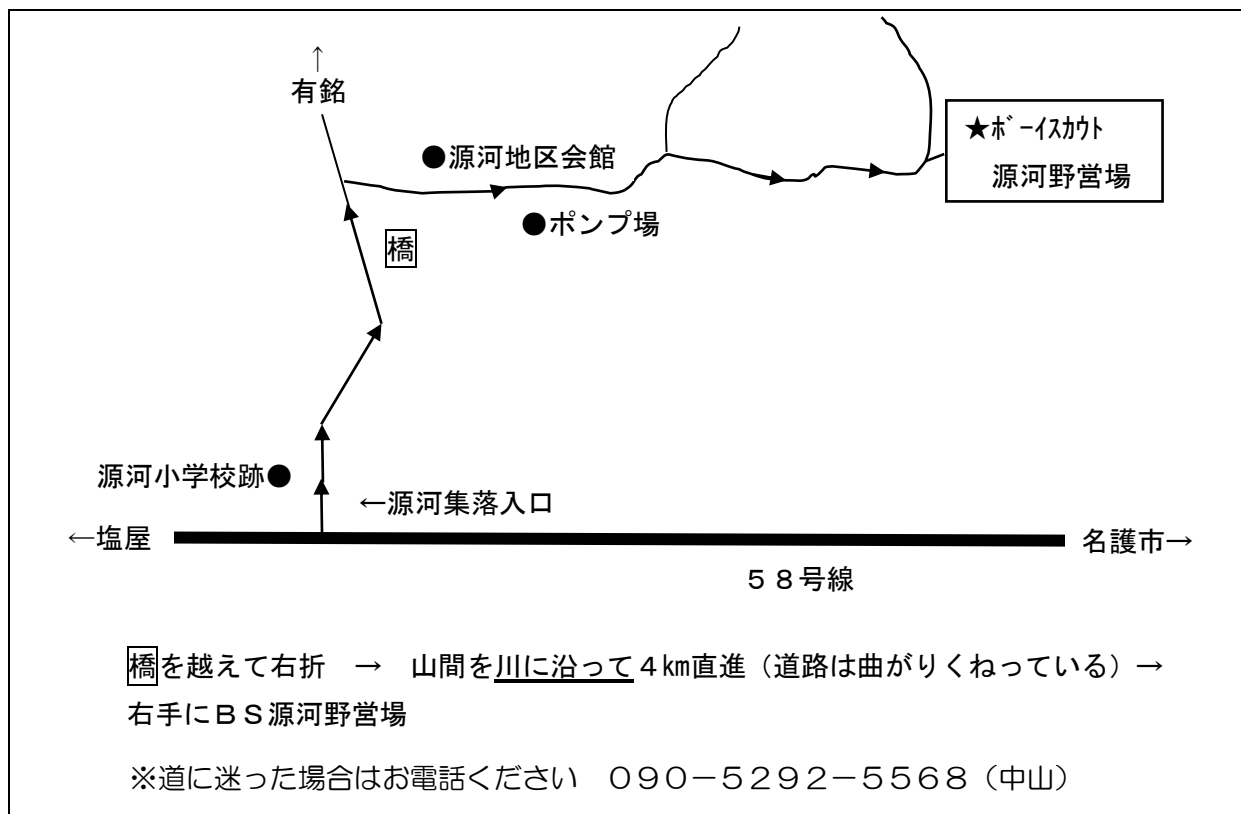 ↑
有銘
★ﾎﾞｰｲｽｶｳﾄ
源河野営場
●源河地区会館
●ポンプ場
橋
源河小学校跡●
←源河集落入口
←塩屋
名護市→
５８号線
橋を越えて右折　→　山間を川に沿って４㎞直進（道路は曲がりくねっている）→
右手にＢＳ源河野営場
※道に迷った場合はお電話ください　０９０－５２９２－５５６８（中山）